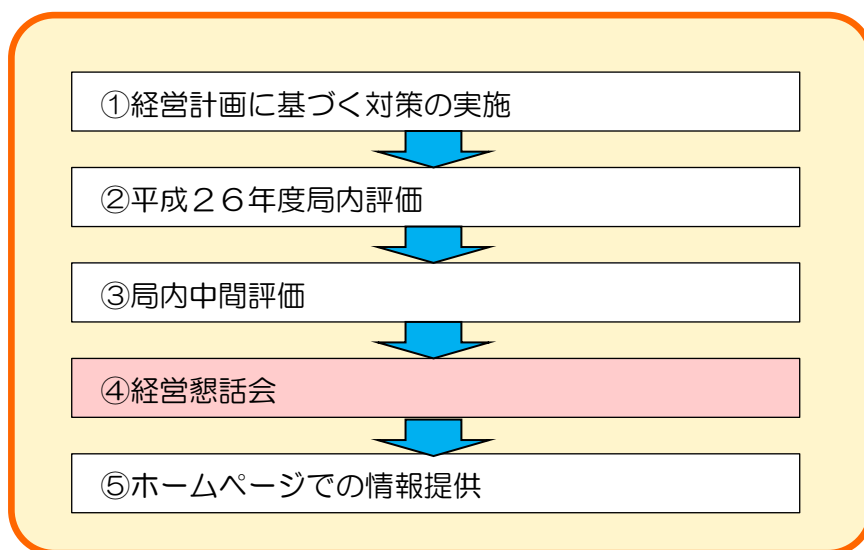 ①経営計画に基づく対策の実施
②平成２６年度局内評価
③局内中間評価
④経営懇話会
⑤ホームページでの情報提供